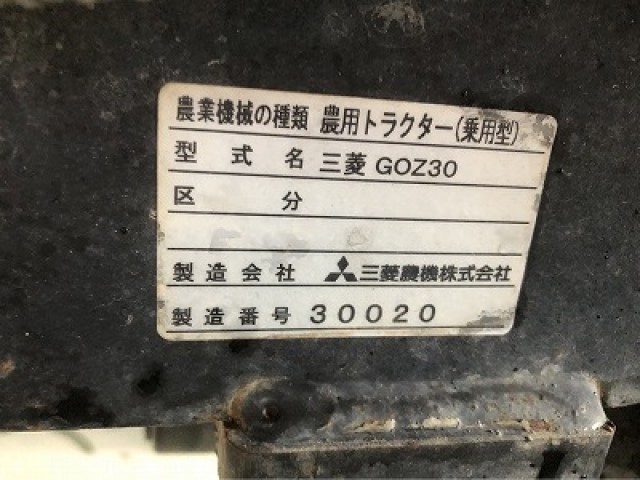 農業機械の種類 農用トラクター(乗用型)
型式名 三菱 GOZ30
区分
製造会社 三菱農機株式会社
製造番号 30020